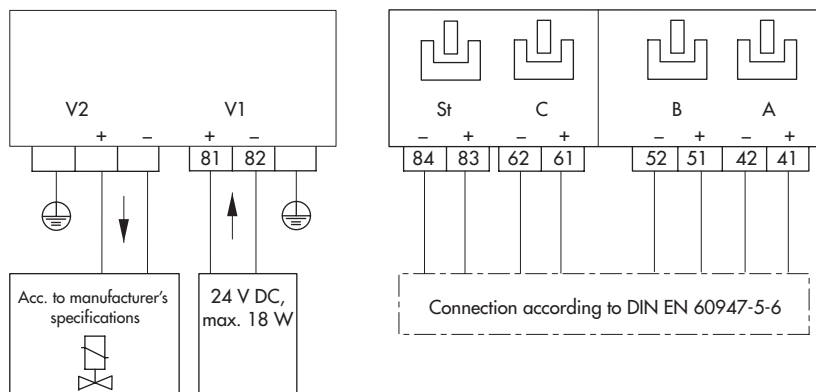 V2 V1
+ – + –
81 82
Acc. to manufacturer's
specifications
24 V DC,
max. 18 W
St C B A
– + – + – + – +
84 83 62 61 52 51 42 41
Connection according to DIN EN 60947-5-6